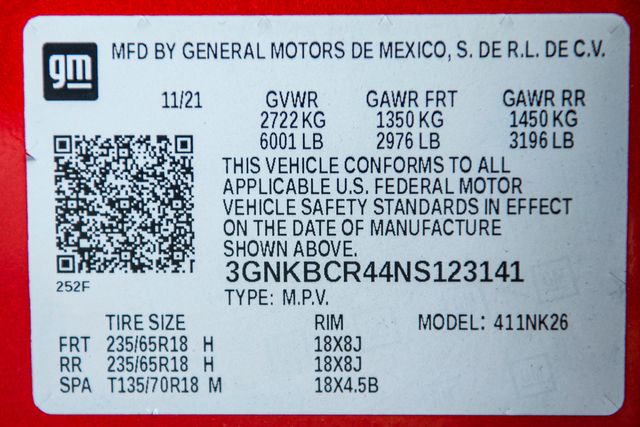 gm
MFD BY GENERAL MOTORS DE MEXICO, S. DE R.L. DE C.V.
11/21 GVWR GAWR FRT GAWR RR
2722 KG 1350 KG 1450 KG
6001 LB 2976 LB 3196 LB
THIS VEHICLE CONFORMS TO ALL
APPLICABLE U.S. FEDERAL MOTOR
VEHICLE SAFETY STANDARDS IN EFFECT
ON THE DATE OF MANUFACTURE
SHOWN ABOVE.
3GNKBCR44NS123141
252F
TYPE: M.P.V.
TIRE SIZE RIM MODEL: 411NK26
FRT 235/65R18 H 18X8J
RR 235/65R18 H 18X8J
SPA T135/70R18 M 18X4.5B